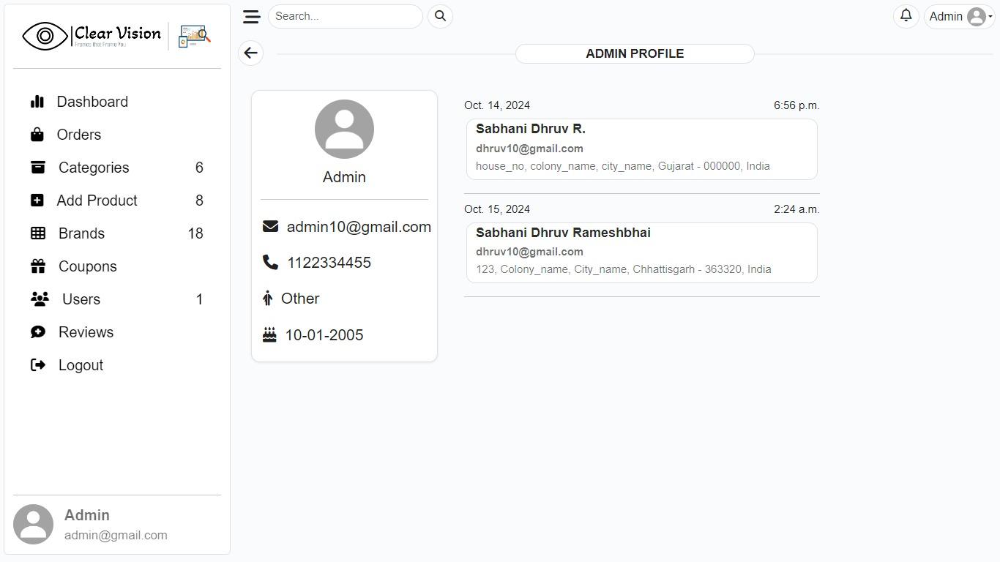 Clear Vision
Frames that Frame You
Dashboard
Orders
Categories 6
Add Product 8
Brands 18
Coupons
Users 1
Reviews
Logout
Admin
admin@gmail.com
Search...
Admin
ADMIN PROFILE
Admin
admin10@gmail.com
1122334455
Other
10-01-2005
Oct. 14, 2024 6:56 p.m.
Sabhani Dhruv R.
dhruv10@gmail.com
house_no, colony_name, city_name, Gujarat - 000000, India
Oct. 15, 2024 2:24 a.m.
Sabhani Dhruv Rameshbhai
dhruv10@gmail.com
123, Colony_name, City_name, Chhattisgarh - 363320, India